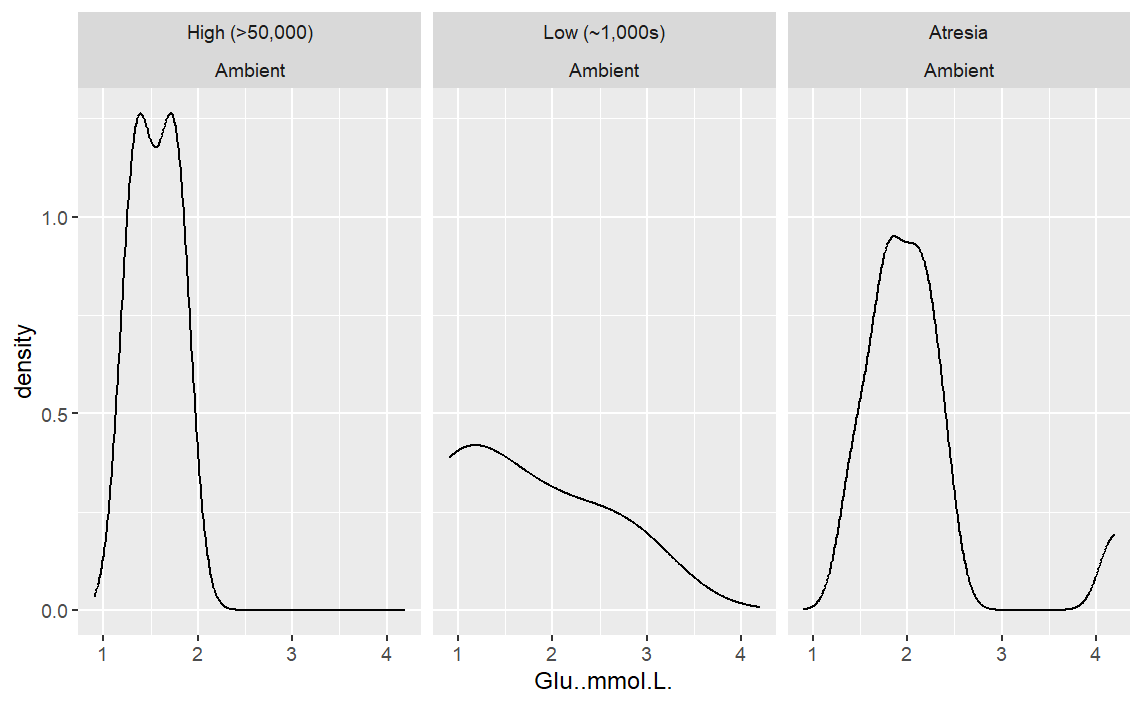 High (>50,000)
Ambient
Low (~1,000s)
Ambient
Atresia
Ambient
density
1.0
0.5
0.0
1 2 3 4
1 2 3 4
1 2 3 4
Glu..mmol.L.